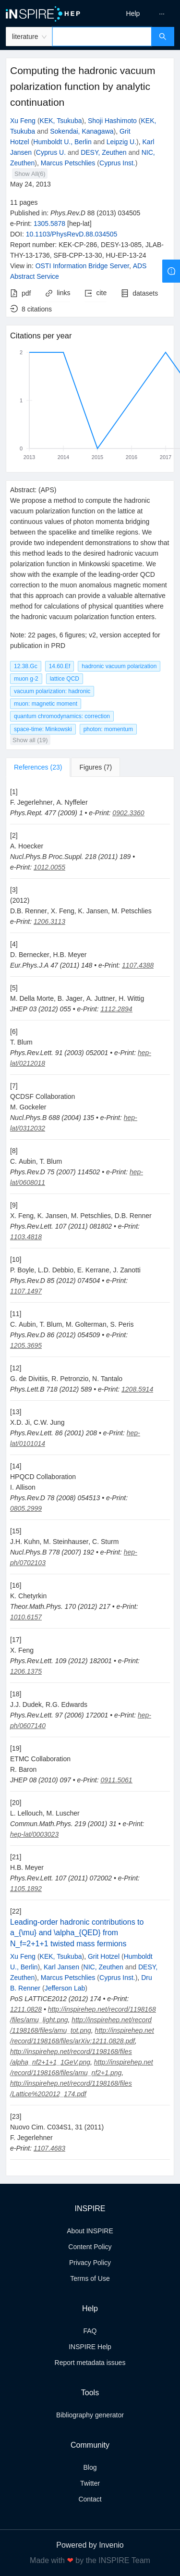 INSPIRE HEP
Help
...
literature
Computing the hadronic vacuum
polarization function by analytic
continuation
Xu Feng (KEK, Tsukuba), Shoji Hashimoto (KEK,
Tsukuba and Sokendai, Kanagawa), Grit
Hotzel (Humboldt U., Berlin and Leipzig U.), Karl
Jansen (Cyprus U. and DESY, Zeuthen and NIC,
Zeuthen), Marcus Petschlies (Cyprus Inst.).
Show All(6)
May 24, 2013
11 pages
Published in: Phys.Rev.D 88 (2013) 034505
e-Print: 1305.5878 [hep-lat]
DOI: 10.1103/PhysRevD.88.034505
Report number: KEK-CP-286, DESY-13-085, JLAB-
THY-13-1736, SFB-CPP-13-30, HU-EP-13-24
View in: OSTI Information Bridge Server, ADS
Abstract Service
pdf links cite datasets
8 citations
Citations per year
2
1
0
2013 2014 2015 2016 2017
Abstract: (APS)
We propose a method to compute the hadronic
vacuum polarization function on the lattice at
continuous values of photon momenta bridging
between the spacelike and timelike regions. We
provide two independent demonstrations to show
that this method leads to the desired hadronic vacuum
polarization function in Minkowski spacetime. We
show with the example of the leading-order QCD
correction to the muon anomalous magnetic moment
that this approach can provide a valuable alternative
method for calculations of physical quantities where
the hadronic vacuum polarization function enters.
Note: 22 pages, 6 figures; v2, version accepted for
publication in PRD
12.38.Gc 14.60.Ef hadronic vacuum polarization
muon g-2 lattice QCD
vacuum polarization: hadronic
muon: magnetic moment
quantum chromodynamics: correction
space-time: Minkowski photon: momentum
Show all (19)
References (23) Figures (7)
[1]
F. Jegerlehner, A. Nyffeler
Phys.Rept. 477 (2009) 1 • e-Print: 0902.3360
[2]
A. Hoecker
Nucl.Phys.B Proc.Suppl. 218 (2011) 189 •
e-Print: 1012.0055
[3]
(2012)
D.B. Renner, X. Feng, K. Jansen, M. Petschlies
e-Print: 1206.3113
[4]
D. Bernecker, H.B. Meyer
Eur.Phys.J.A 47 (2011) 148 • e-Print: 1107.4388
[5]
M. Della Morte, B. Jager, A. Juttner, H. Wittig
JHEP 03 (2012) 055 • e-Print: 1112.2894
[6]
T. Blum
Phys.Rev.Lett. 91 (2003) 052001 • e-Print: hep-
lat/0212018
[7]
QCDSF Collaboration
M. Gockeler
Nucl.Phys.B 688 (2004) 135 • e-Print: hep-
lat/0312032
[8]
C. Aubin, T. Blum
Phys.Rev.D 75 (2007) 114502 • e-Print: hep-
lat/0608011
[9]
X. Feng, K. Jansen, M. Petschlies, D.B. Renner
Phys.Rev.Lett. 107 (2011) 081802 • e-Print:
1103.4818
[10]
P. Boyle, L.D. Debbio, E. Kerrane, J. Zanotti
Phys.Rev.D 85 (2012) 074504 • e-Print:
1107.1497
[11]
C. Aubin, T. Blum, M. Golterman, S. Peris
Phys.Rev.D 86 (2012) 054509 • e-Print:
1205.3695
[12]
G. de Divitiis, R. Petronzio, N. Tantalo
Phys.Lett.B 718 (2012) 589 • e-Print: 1208.5914
[13]
X.D. Ji, C.W. Jung
Phys.Rev.Lett. 86 (2001) 208 • e-Print: hep-
lat/0101014
[14]
HPQCD Collaboration
I. Allison
Phys.Rev.D 78 (2008) 054513 • e-Print:
0805.2999
[15]
J.H. Kuhn, M. Steinhauser, C. Sturm
Nucl.Phys.B 778 (2007) 192 • e-Print: hep-
ph/0702103
[16]
K. Chetyrkin
Theor.Math.Phys. 170 (2012) 217 • e-Print:
1010.6157
[17]
X. Feng
Phys.Rev.Lett. 109 (2012) 182001 • e-Print:
1206.1375
[18]
J.J. Dudek, R.G. Edwards
Phys.Rev.Lett. 97 (2006) 172001 • e-Print: hep-
ph/0607140
[19]
ETMC Collaboration
R. Baron
JHEP 08 (2010) 097 • e-Print: 0911.5061
[20]
L. Lellouch, M. Luscher
Commun.Math.Phys. 219 (2001) 31 • e-Print:
hep-lat/0003023
[21]
H.B. Meyer
Phys.Rev.Lett. 107 (2011) 072002 • e-Print:
1105.1892
[22]
Leading-order hadronic contributions to
a_{\mu} and \alpha_{QED} from
N_f=2+1+1 twisted mass fermions
Xu Feng (KEK, Tsukuba), Grit Hotzel (Humboldt
U., Berlin), Karl Jansen (NIC, Zeuthen and DESY,
Zeuthen), Marcus Petschlies (Cyprus Inst.), Dru
B. Renner (Jefferson Lab)
PoS LATTICE2012 (2012) 174 • e-Print:
1211.0828 • http://inspirehep.net/record/1198168
/files/amu_light.png, http://inspirehep.net/record
/1198168/files/amu_tot.png, http://inspirehep.net
/record/1198168/files/arXiv:1211.0828.pdf,
http://inspirehep.net/record/1198168/files
/alpha_nf2+1+1_1GeV.png, http://inspirehep.net
/record/1198168/files/amu_nf2+1.png,
http://inspirehep.net/record/1198168/files
/Lattice%202012_174.pdf
[23]
Nuovo Cim. C034S1, 31 (2011)
F. Jegerlehner
e-Print: 1107.4683
INSPIRE
About INSPIRE
Content Policy
Privacy Policy
Terms of Use
Help
FAQ
INSPIRE Help
Report metadata issues
Tools
Bibliography generator
Community
Blog
Twitter
Contact
Powered by Invenio
Made with ❤ by the INSPIRE Team